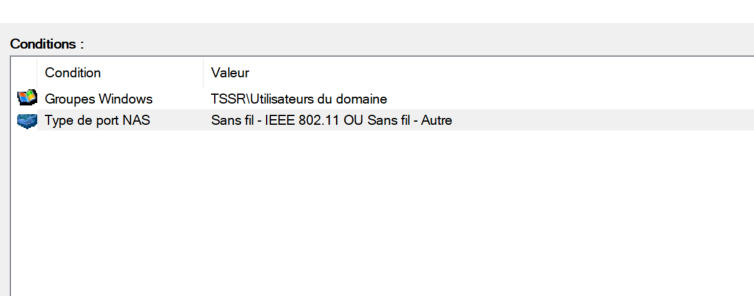 Conditions :
Condition Valeur
Groupes Windows TSSR\Utilisateurs du domaine
Type de port NAS Sans fil - IEEE 802.11 OU Sans fil - Autre